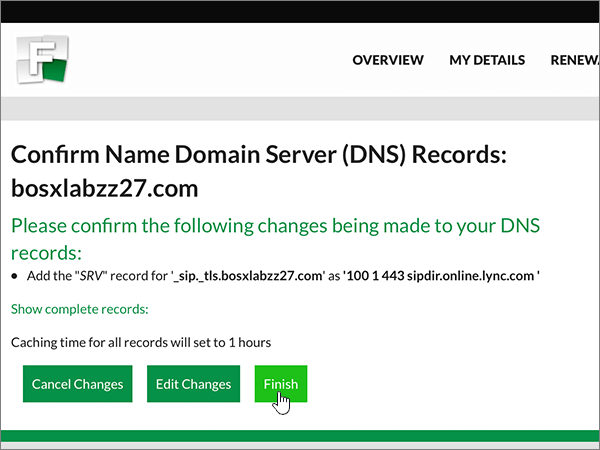 F
OVERVIEW MY DETAILS RENEWA
Confirm Name Domain Server (DNS) Records:
bosxlabzz27.com
Please confirm the following changes being made to your DNS
records:
• Add the "SRV" record for '_sip._tls.bosxlabzz27.com' as '100 1 443 sipdir.online.lync.com '
Show complete records:
Caching time for all records will set to 1 hours
Cancel Changes Edit Changes Finish